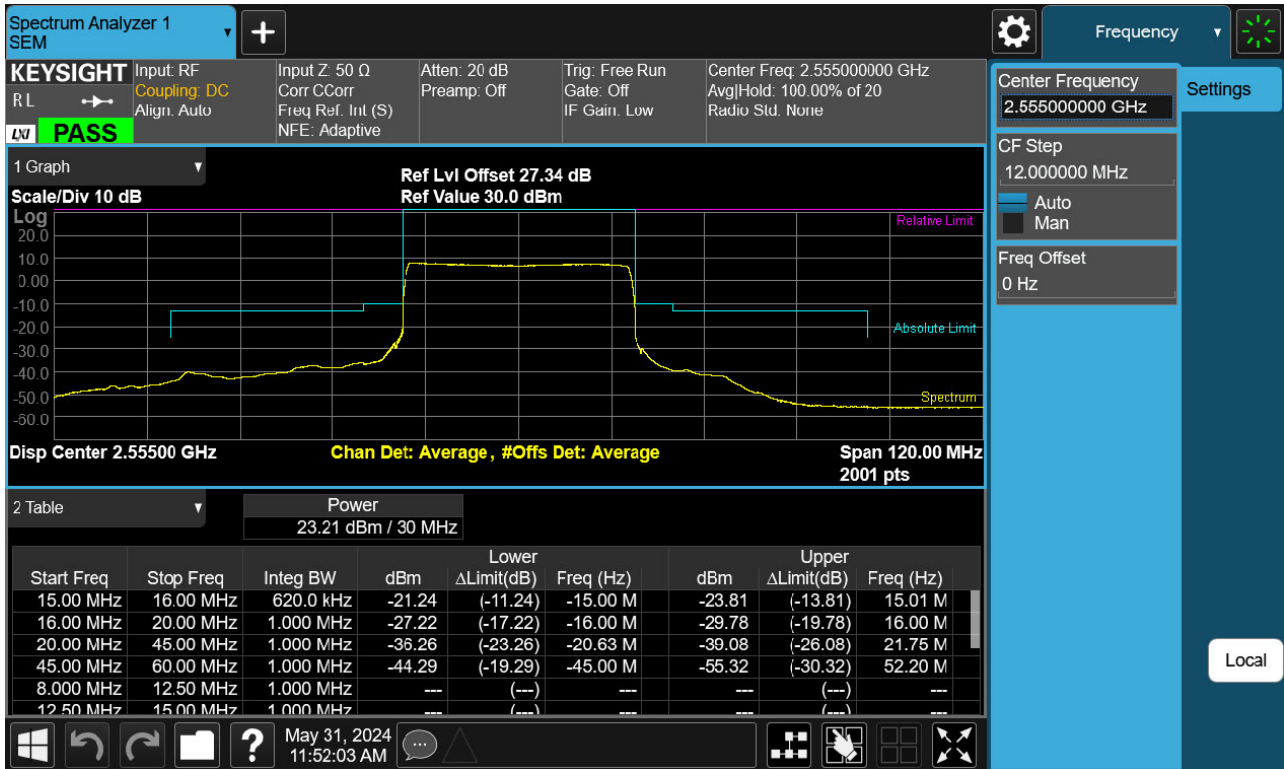 Spectrum Analyzer 1
SEM
+
Frequency
KEYSIGHT
R L
LXI PASS
Input: RF
Coupling: DC
Align: Auto
Input Z: 50 Ω
Corr CCorr
Freq Ref: Int (S)
NFE: Adaptive
Atten: 20 dB
Preamp: Off
Trig: Free Run
Gate: Off
IF Gain: Low
Center Freq: 2.555000000 GHz
Avg|Hold: 100.00% of 20
Radio Std: None
Center Frequency
2.555000000 GHz
Settings
CF Step
12.000000 MHz
Auto
Man
Freq Offset
0 Hz
1 Graph
Scale/Div 10 dB
Ref Lvl Offset 27.34 dB
Ref Value 30.0 dBm
Log
20.0
10.0
0.00
-10.0
-20.0
-30.0
-40.0
-50.0
-60.0
Relative Limit
Absolute Limit
Spectrum
Disp Center 2.55500 GHz
Chan Det: Average, #Offs Det: Average
Span 120.00 MHz
2001 pts
2 Table
Power
23.21 dBm / 30 MHz
Lower Upper
Start Freq Stop Freq Integ BW dBm ∆Limit(dB) Freq (Hz) dBm ∆Limit(dB) Freq (Hz)
15.00 MHz 16.00 MHz 620.0 kHz -21.24 (-11.24) -15.00 M -23.81 (-13.81) 15.01 M
16.00 MHz 20.00 MHz 1.000 MHz -27.22 (-17.22) -16.00 M -29.78 (-19.78) 16.00 M
20.00 MHz 45.00 MHz 1.000 MHz -36.26 (-23.26) -20.63 M -39.08 (-26.08) 21.75 M
45.00 MHz 60.00 MHz 1.000 MHz -44.29 (-19.29) -45.00 M -55.32 (-30.32) 52.20 M
8.000 MHz 12.50 MHz 1.000 MHz --- (---) --- --- (---) ---
12.50 MHz 15.00 MHz 1.000 MHz --- (---) --- --- (---) ---
Local
?
May 31, 2024
11:52:03 AM